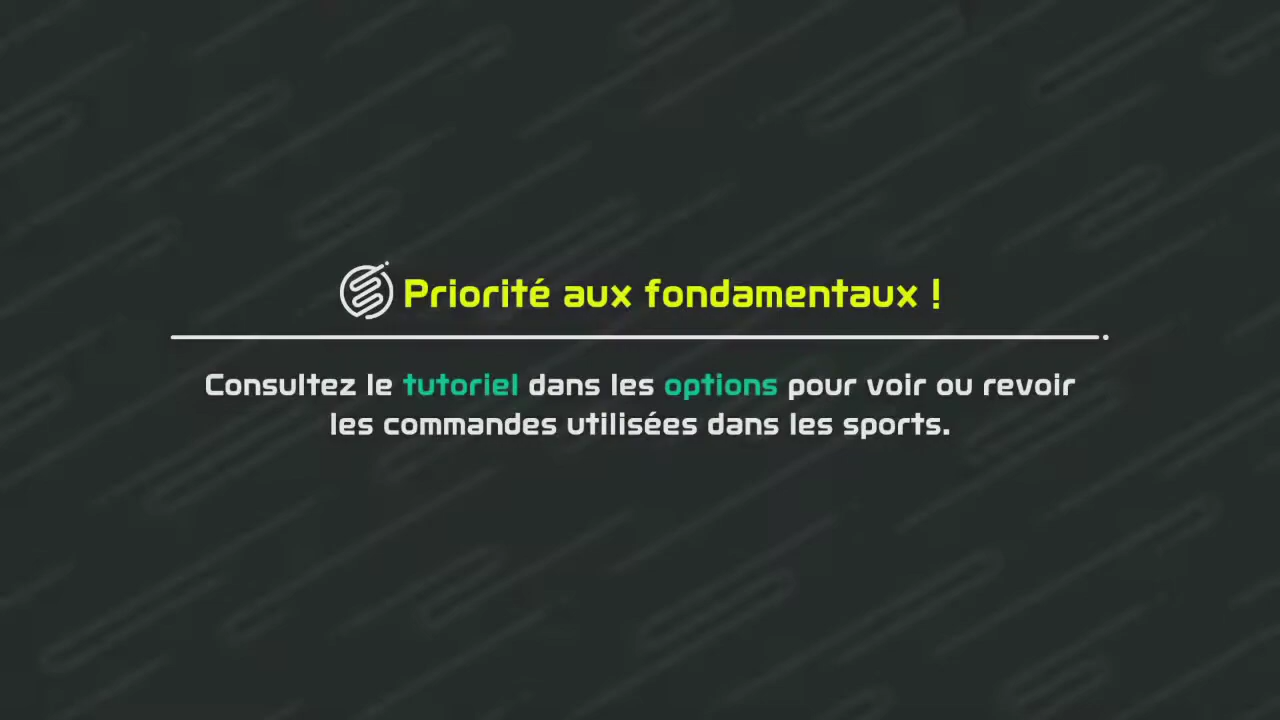 Priorité aux fondamentaux !
Consultez le tutoriel dans les options pour voir ou revoir
les commandes utilisées dans les sports.